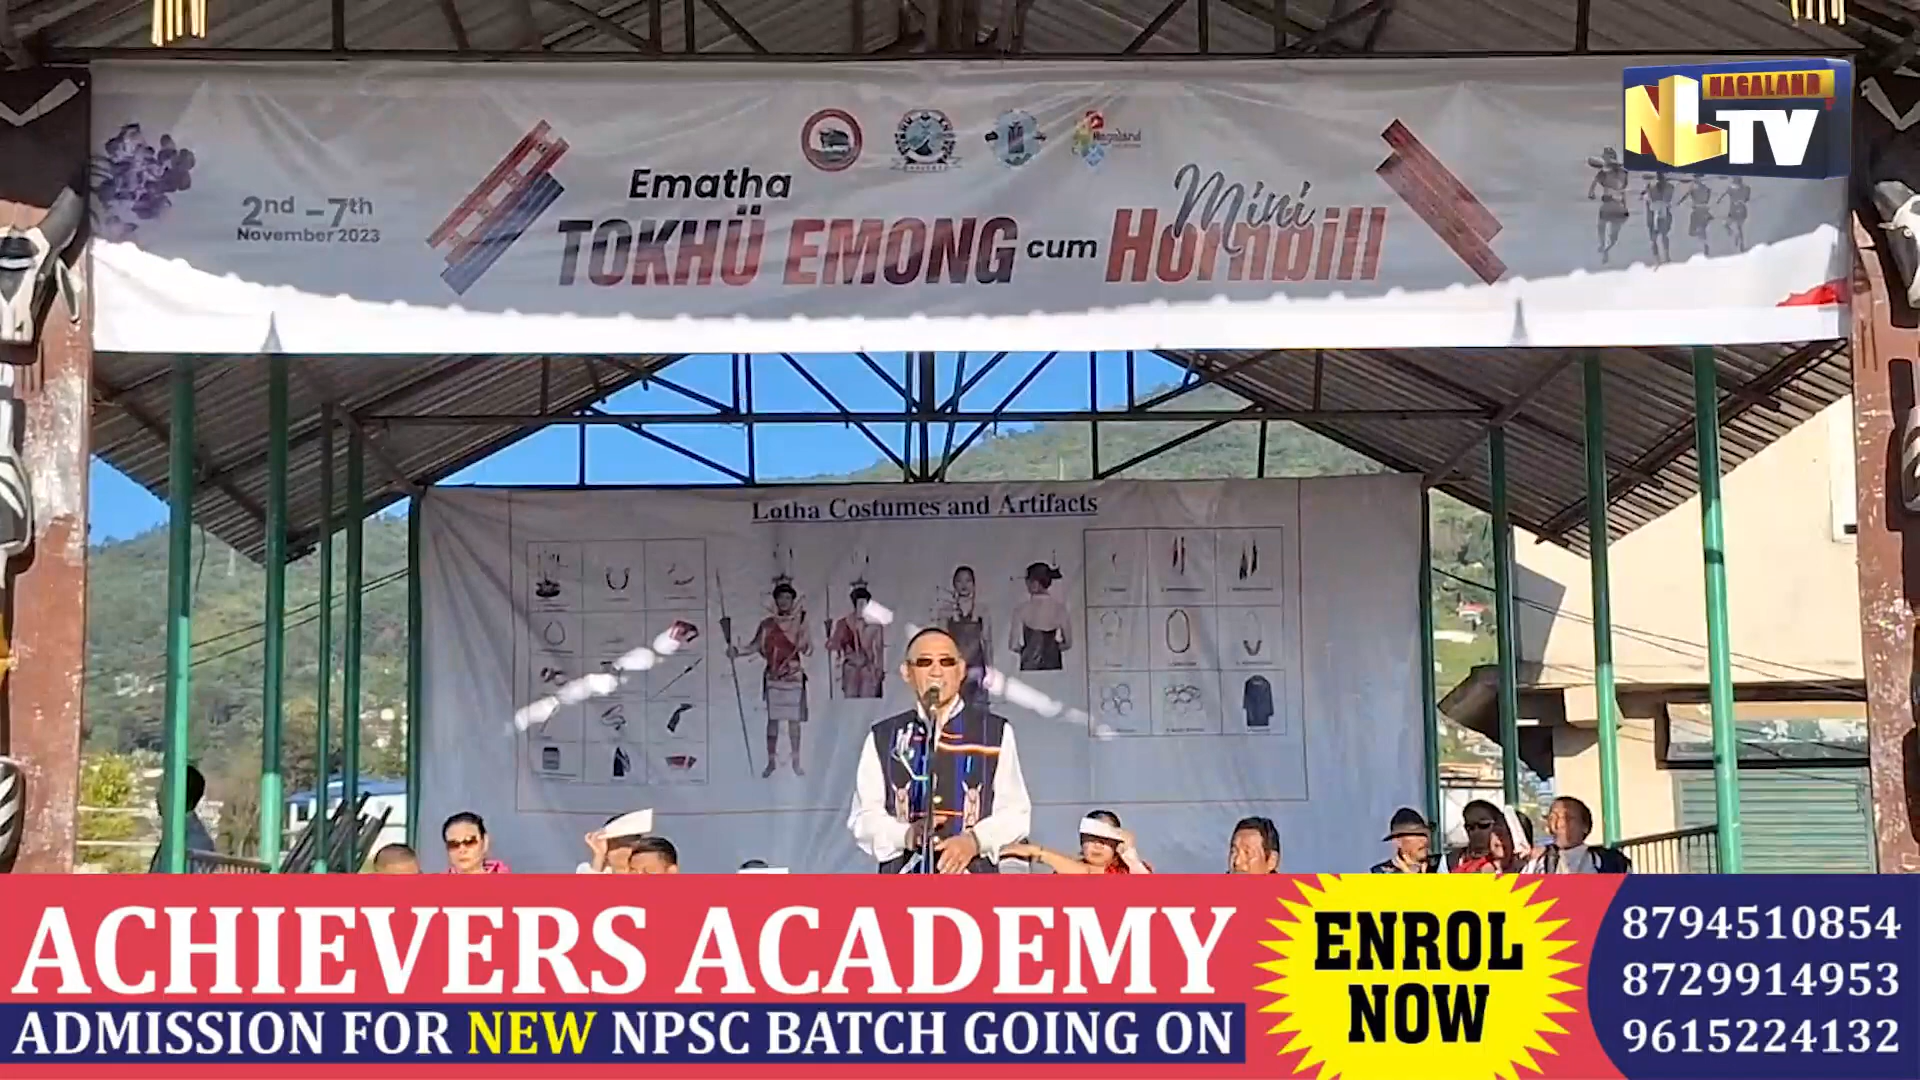 NAGALAND
NL TV
Nagaland
Ematha
Mini
2nd – 7th
November 2023
TOKHÜ EMONG cum Hornbill
Lotha Costumes and Artifacts
ACHIEVERS ACADEMY
ADMISSION FOR NEW NPSC BATCH GOING ON
ENROL
NOW
8794510854
8729914953
9615224132